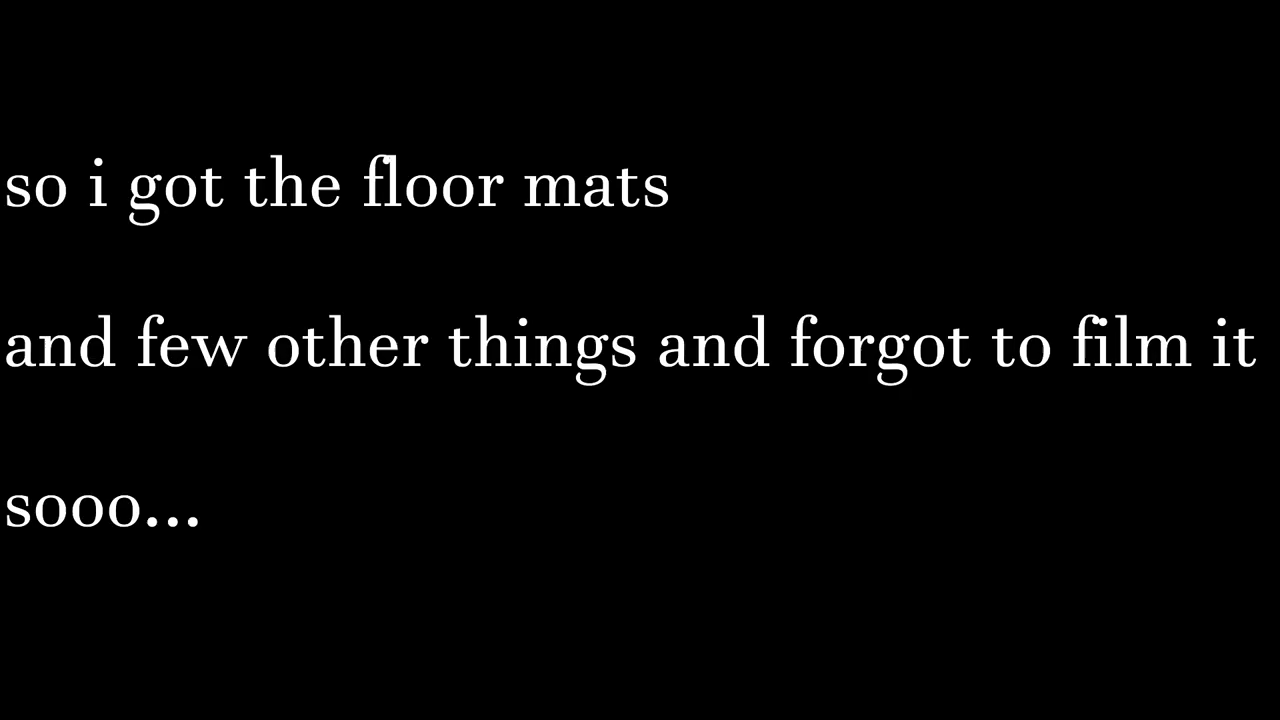 so i got the floor mats
and few other things and forgot to film it
sooo...